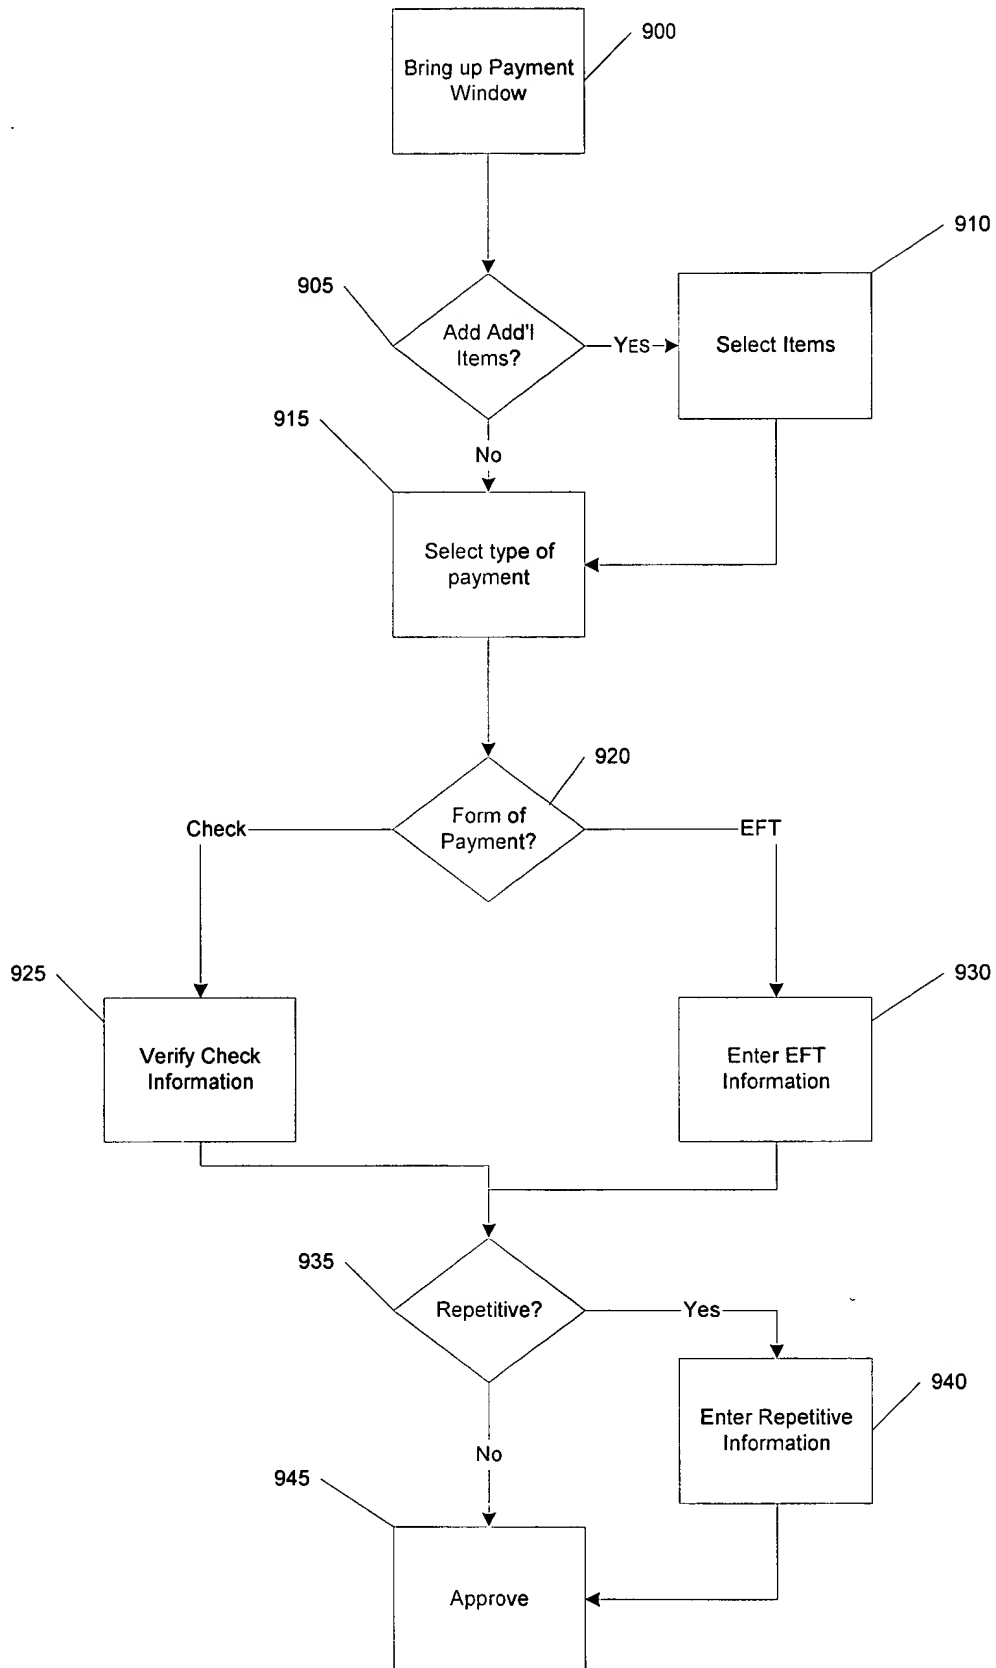 900
Bring up Payment
Window
910
905
Add Add'l
Items?
YES
Select Items
915
No
Select type of
payment
920
Form of
Payment?
Check
EFT
925
930
Verify Check
Information
Enter EFT
Information
935
Repetitive?
Yes
940
Enter Repetitive
Information
No
945
Approve